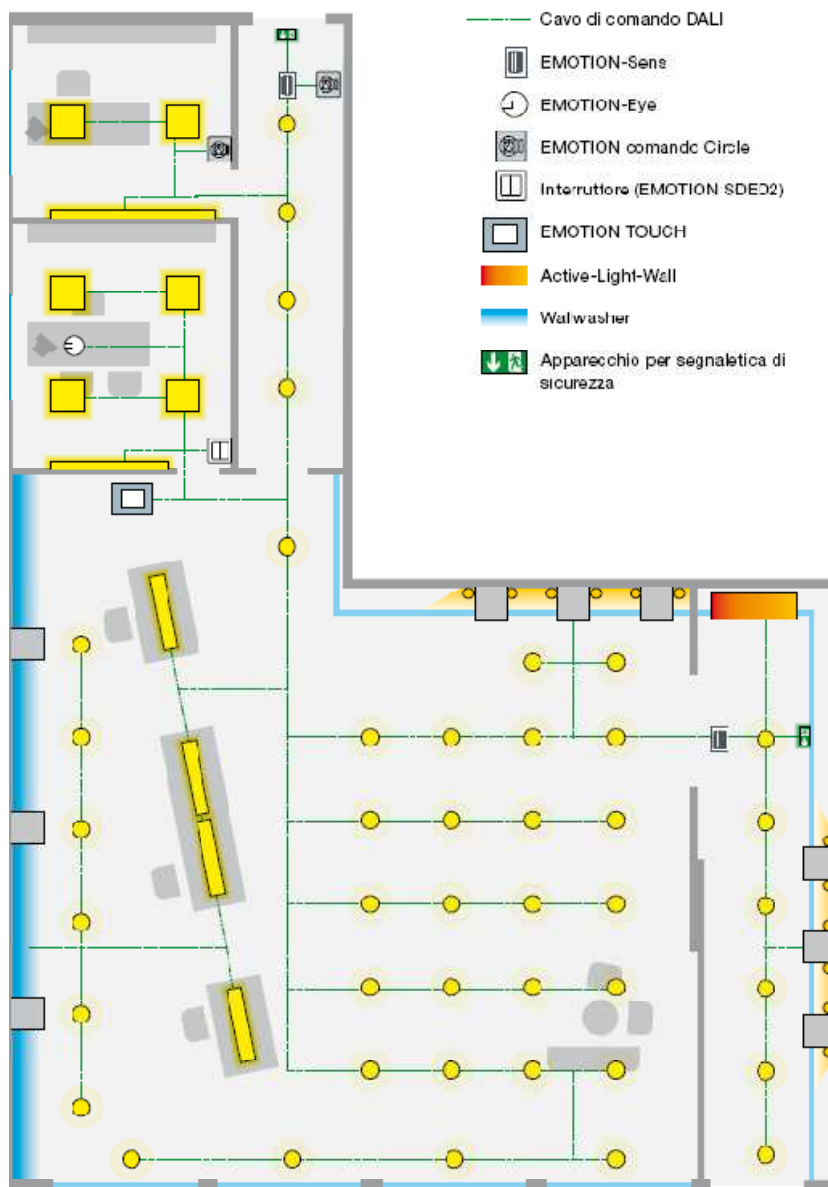 Cavo di comando DALI
EMOTION-Sens
EMOTION-Eye
EMOTION comando Circle
Interruttore (EMOTION SDED2)
EMOTION TOUCH
Active-Light-Wall
Wallwasher
Apparecchio per segnaletica di
sicurezza